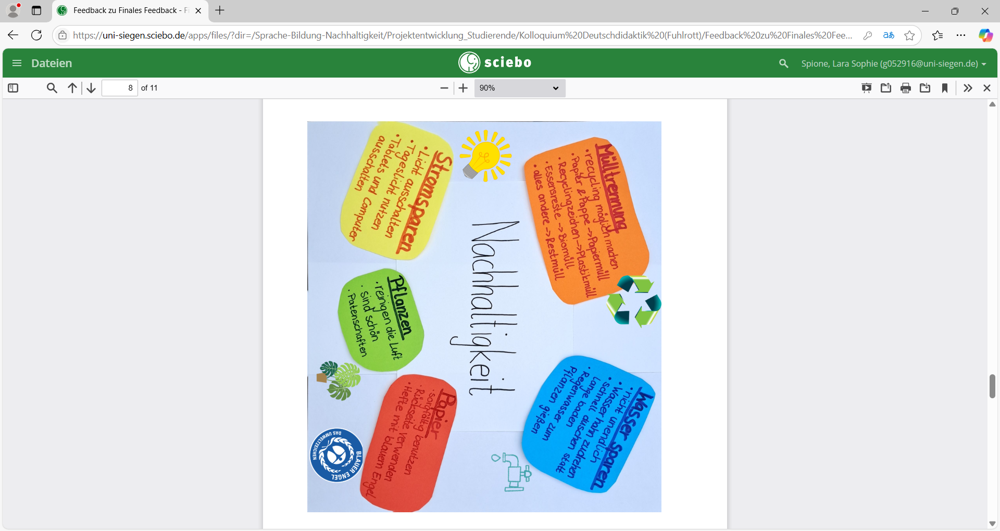 Feedback zu Finales Feedback - Fi
https://uni-siegen.sciebo.de/apps/files/?dir=/Sprache-Bildung-Nachhaltigkeit/Projektentwicklung_Studierende/Kolloquium%20Deutschdidaktik%20(Fuhlrott)/Feedback%20zu%20Finales%20Fee...
aあ
Dateien
sciebo
Spione, Lara Sophie (g052916@uni-siegen.de)
8 of 11
90%
Mülltrennung
• recycling möglich machen
• Papier & Pappe -> Papiermüll
• Recyclingzeichen -> Plastikmüll
• Essensreste -> Biomüll
• alles andere -> Restmüll
Wasser sparen
• nicht unendlich
• Wasserhahn zudrehen
• schnell duschen statt
lange baden
• Regenwasser zum
Pflanzen gießen
Nachhaltigkeit
Stromsparen
• Licht ausschalten
• Tageslicht nutzen
• Tablets und Computer
ausschalten
Pflanzen
• reinigen die Luft
• sind schön
• Patenschaften
Papier
• sorgfältig benutzen
• Rückseite verwenden
• Hefte mit blauem Engel
BLAUER ENGEL
DAS UMWELTZEICHEN